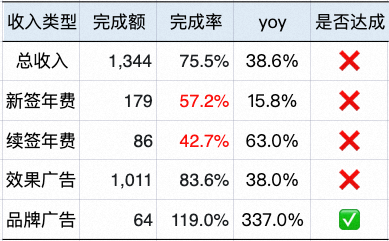 收入类型 完成额 完成率 yoy 是否达成
总收入 1,344 75.5% 38.6% ❌
新签年费 179 57.2% 15.8% ❌
续签年费 86 42.7% 63.0% ❌
效果广告 1,011 83.6% 38.0% ❌
品牌广告 64 119.0% 337.0% ✅